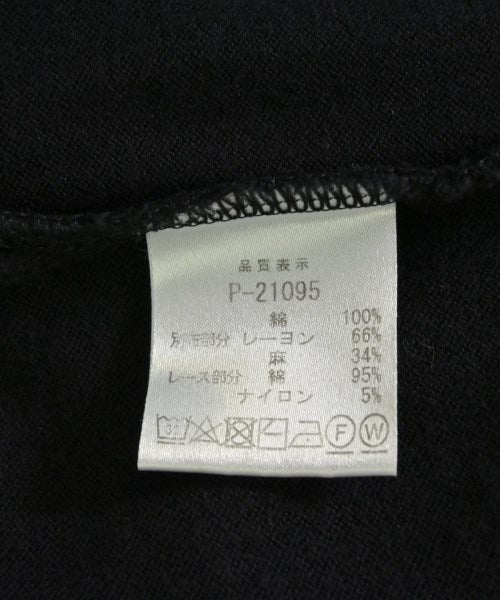 品質表示
P-21095
綿 100%
別布部分 レーヨン 66%
麻 34%
レース部分 綿 95%
ナイロン 5%
30 F W